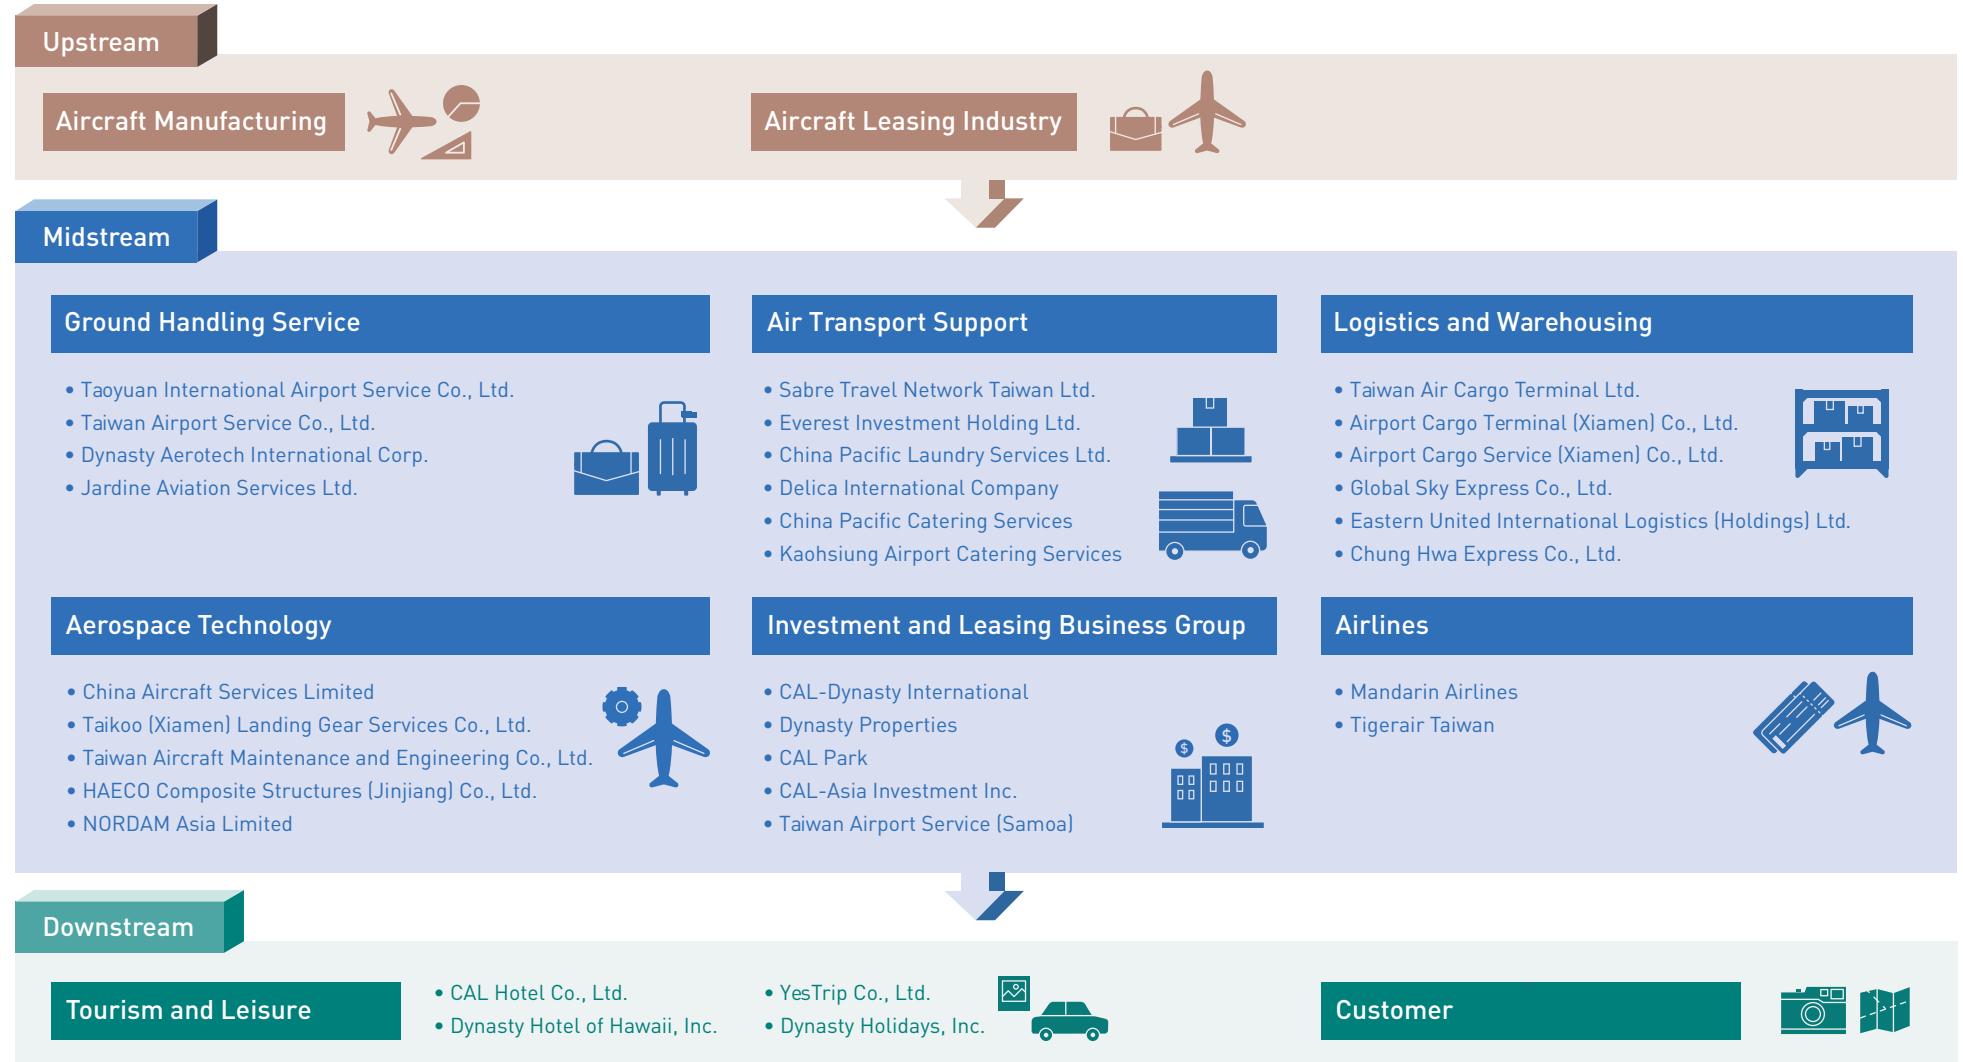 Upstream
Aircraft Manufacturing
Aircraft Leasing Industry
Midstream
Ground Handling Service
• Taoyuan International Airport Service Co., Ltd.
• Taiwan Airport Service Co., Ltd.
• Dynasty Aerotech International Corp.
• Jardine Aviation Services Ltd.
Air Transport Support
• Sabre Travel Network Taiwan Ltd.
• Everest Investment Holding Ltd.
• China Pacific Laundry Services Ltd.
• Delica International Company
• China Pacific Catering Services
• Kaohsiung Airport Catering Services
Logistics and Warehousing
• Taiwan Air Cargo Terminal Ltd.
• Airport Cargo Terminal (Xiamen) Co., Ltd.
• Airport Cargo Service (Xiamen) Co., Ltd.
• Global Sky Express Co., Ltd.
• Eastern United International Logistics (Holdings) Ltd.
• Chung Hwa Express Co., Ltd.
Aerospace Technology
• China Aircraft Services Limited
• Taikoo (Xiamen) Landing Gear Services Co., Ltd.
• Taiwan Aircraft Maintenance and Engineering Co., Ltd.
• HAECO Composite Structures (Jinjiang) Co., Ltd.
• NORDAM Asia Limited
Investment and Leasing Business Group
• CAL-Dynasty International
• Dynasty Properties
• CAL Park
• CAL-Asia Investment Inc.
• Taiwan Airport Service (Samoa)
$
$
Airlines
• Mandarin Airlines
• Tigerair Taiwan
Downstream
Tourism and Leisure
• CAL Hotel Co., Ltd.
• Dynasty Hotel of Hawaii, Inc.
• YesTrip Co., Ltd.
• Dynasty Holidays, Inc.
Customer